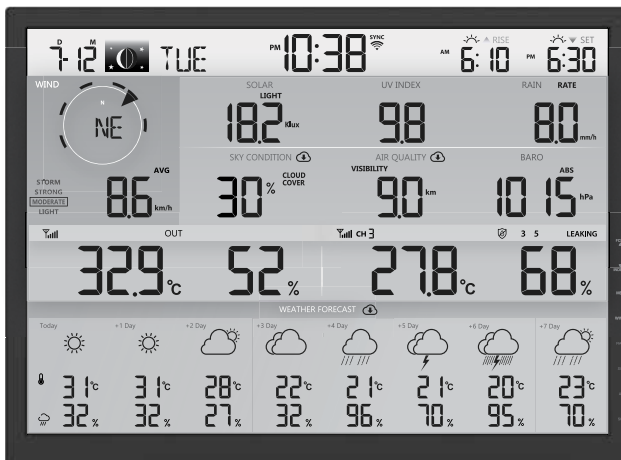 D M
7-12 TUE PM 10:38 SYNC AM RISE 6:10 PM SET 6:30
WIND SOLAR UV INDEX RAIN RATE
N LIGHT
NE 18.2 Klux 9.8 8.0 mm/h
SKY CONDITION AIR QUALITY BARO
AVG CLOUD COVER VISIBILITY ABS
STORM
STRONG
MODERATE
LIGHT
8.6 km/h 30 % 9.0 km 1015 hPa
OUT CH 3 3 5 LEAKING
32.9 °C 52 % 27.8 °C 68 %
WEATHER FORECAST
Today +1 Day +2 Day +3 Day +4 Day +5 Day +6 Day +7 Day
31 °C 31 °C 28 °C 22 °C 21 °C 21 °C 20 °C 23 °C
32 % 32 % 27 % 32 % 96 % 70 % 95 % 70 %